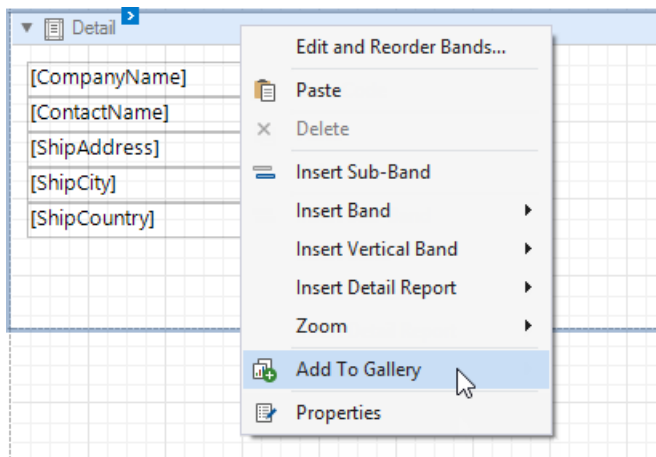 Detail
[CompanyName]
[ContactName]
[ShipAddress]
[ShipCity]
[ShipCountry]
Edit and Reorder Bands...
Paste
Delete
Insert Sub-Band
Insert Band
Insert Vertical Band
Insert Detail Report
Zoom
Add To Gallery
Properties